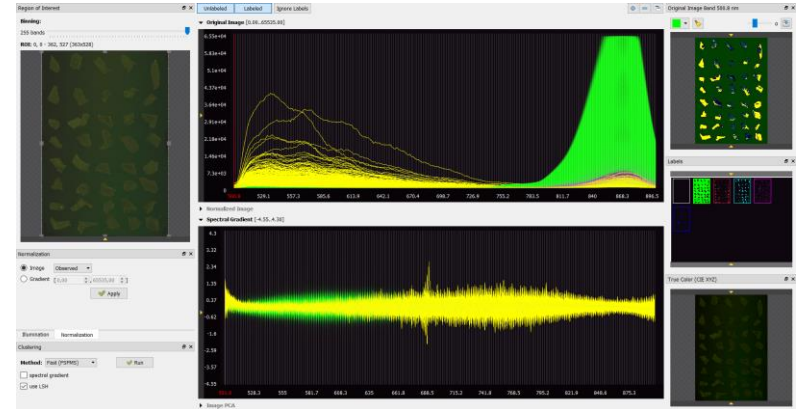 Region of Interest
Binning:
255 bands
ROI: 0, 0 - 362, 527 (363x528)
Normalization
Image Observed
Gradient
Apply
Illumination Normalization
Clustering
Method: Run
spectral gradient
use LSH
Unlabeled Labeled Ignore Labels
Original Image [0.00..65535.00]
6.55e+04
5.83e+04
5.1e+04
4.37e+04
3.64e+04
2.91e+04
2.18e+04
1.46e+04
7.3e+03
0
529.1 557.3 585.6 613.9 642.1 670.4 698.7 726.9 755.2 783.5 811.7 840 868.3 896.5
Normalized Image
Spectral Gradient [-4.55..4.30]
4.3
3.32
2.34
1.35
0.37
-0.62
-1.6
-2.59
-3.57
-4.55
528.3 555 581.7 608.3 635 661.8 688.5 715.2 741.8 768.5 795.2 821.9 848.6 875.3
Image PCA
Original Image Band 580.8 nm
Labels
True Color (CIE XYZ)